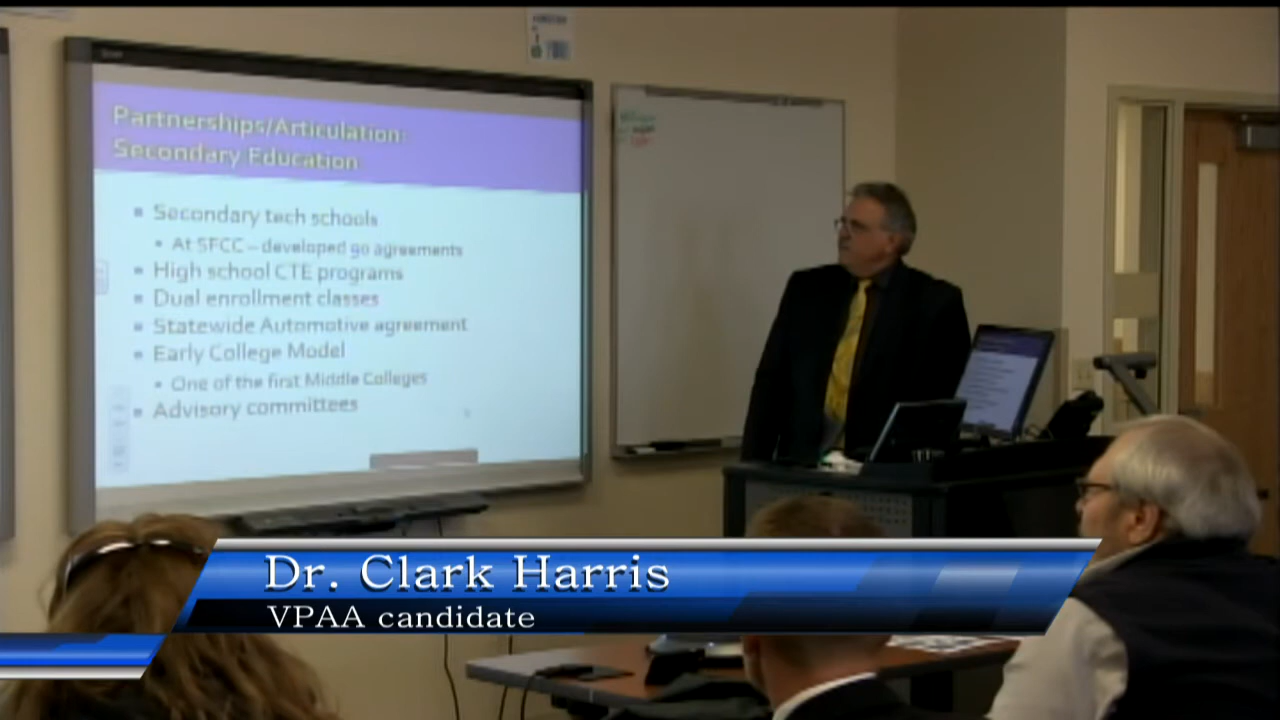 Partnerships/Articulation:
Secondary Education
Secondary tech schools
At SFCC – developed 90 agreements
High school CTE programs
Dual enrollment classes
Statewide Automotive agreement
Early College Model
One of the first Middle Colleges
Advisory committees
Dr. Clark Harris
VPAA candidate